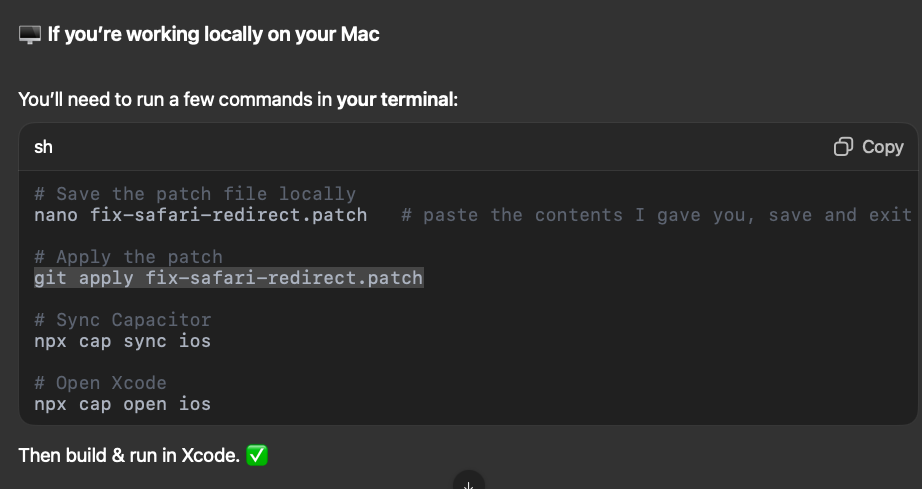 🖥️ If you’re working locally on your Mac
You’ll need to run a few commands in your terminal:
sh
Copy
# Save the patch file locally
nano fix-safari-redirect.patch   # paste the contents I gave you, save and exit
# Apply the patch
git apply fix-safari-redirect.patch
# Sync Capacitor
npx cap sync ios
# Open Xcode
npx cap open ios
Then build & run in Xcode. ✅